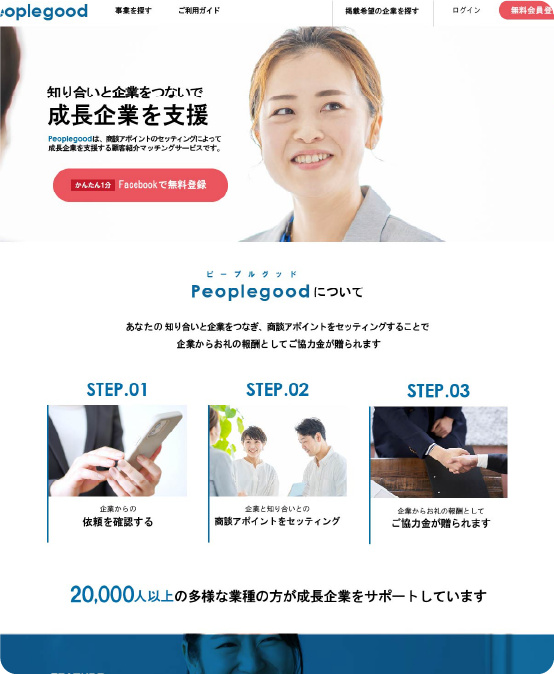 Peoplegood
事業を探す
ご利用ガイド
掲載希望の企業を探す
ログイン
無料会員登
知り合いと企業をつないで
成長企業を支援
Peoplegoodは、商談アポイントのセッティングによって
成長企業を支援する顧客紹介マッチングサービスです。
かんたん1分 Facebookで無料登録
ピープルグッド
Peoplegoodについて
あなたの 知り合いと企業をつなぎ、商談アポイントをセッティングすることで
企業からお礼の報酬としてご協力金が贈られます
STEP.01
企業からの
依頼を確認する
STEP.02
企業と知り合いとの
商談アポイントをセッティング
STEP.03
企業からお礼の報酬として
ご協力金が贈られます
20,000人以上の多様な業種の方が成長企業をサポートしています